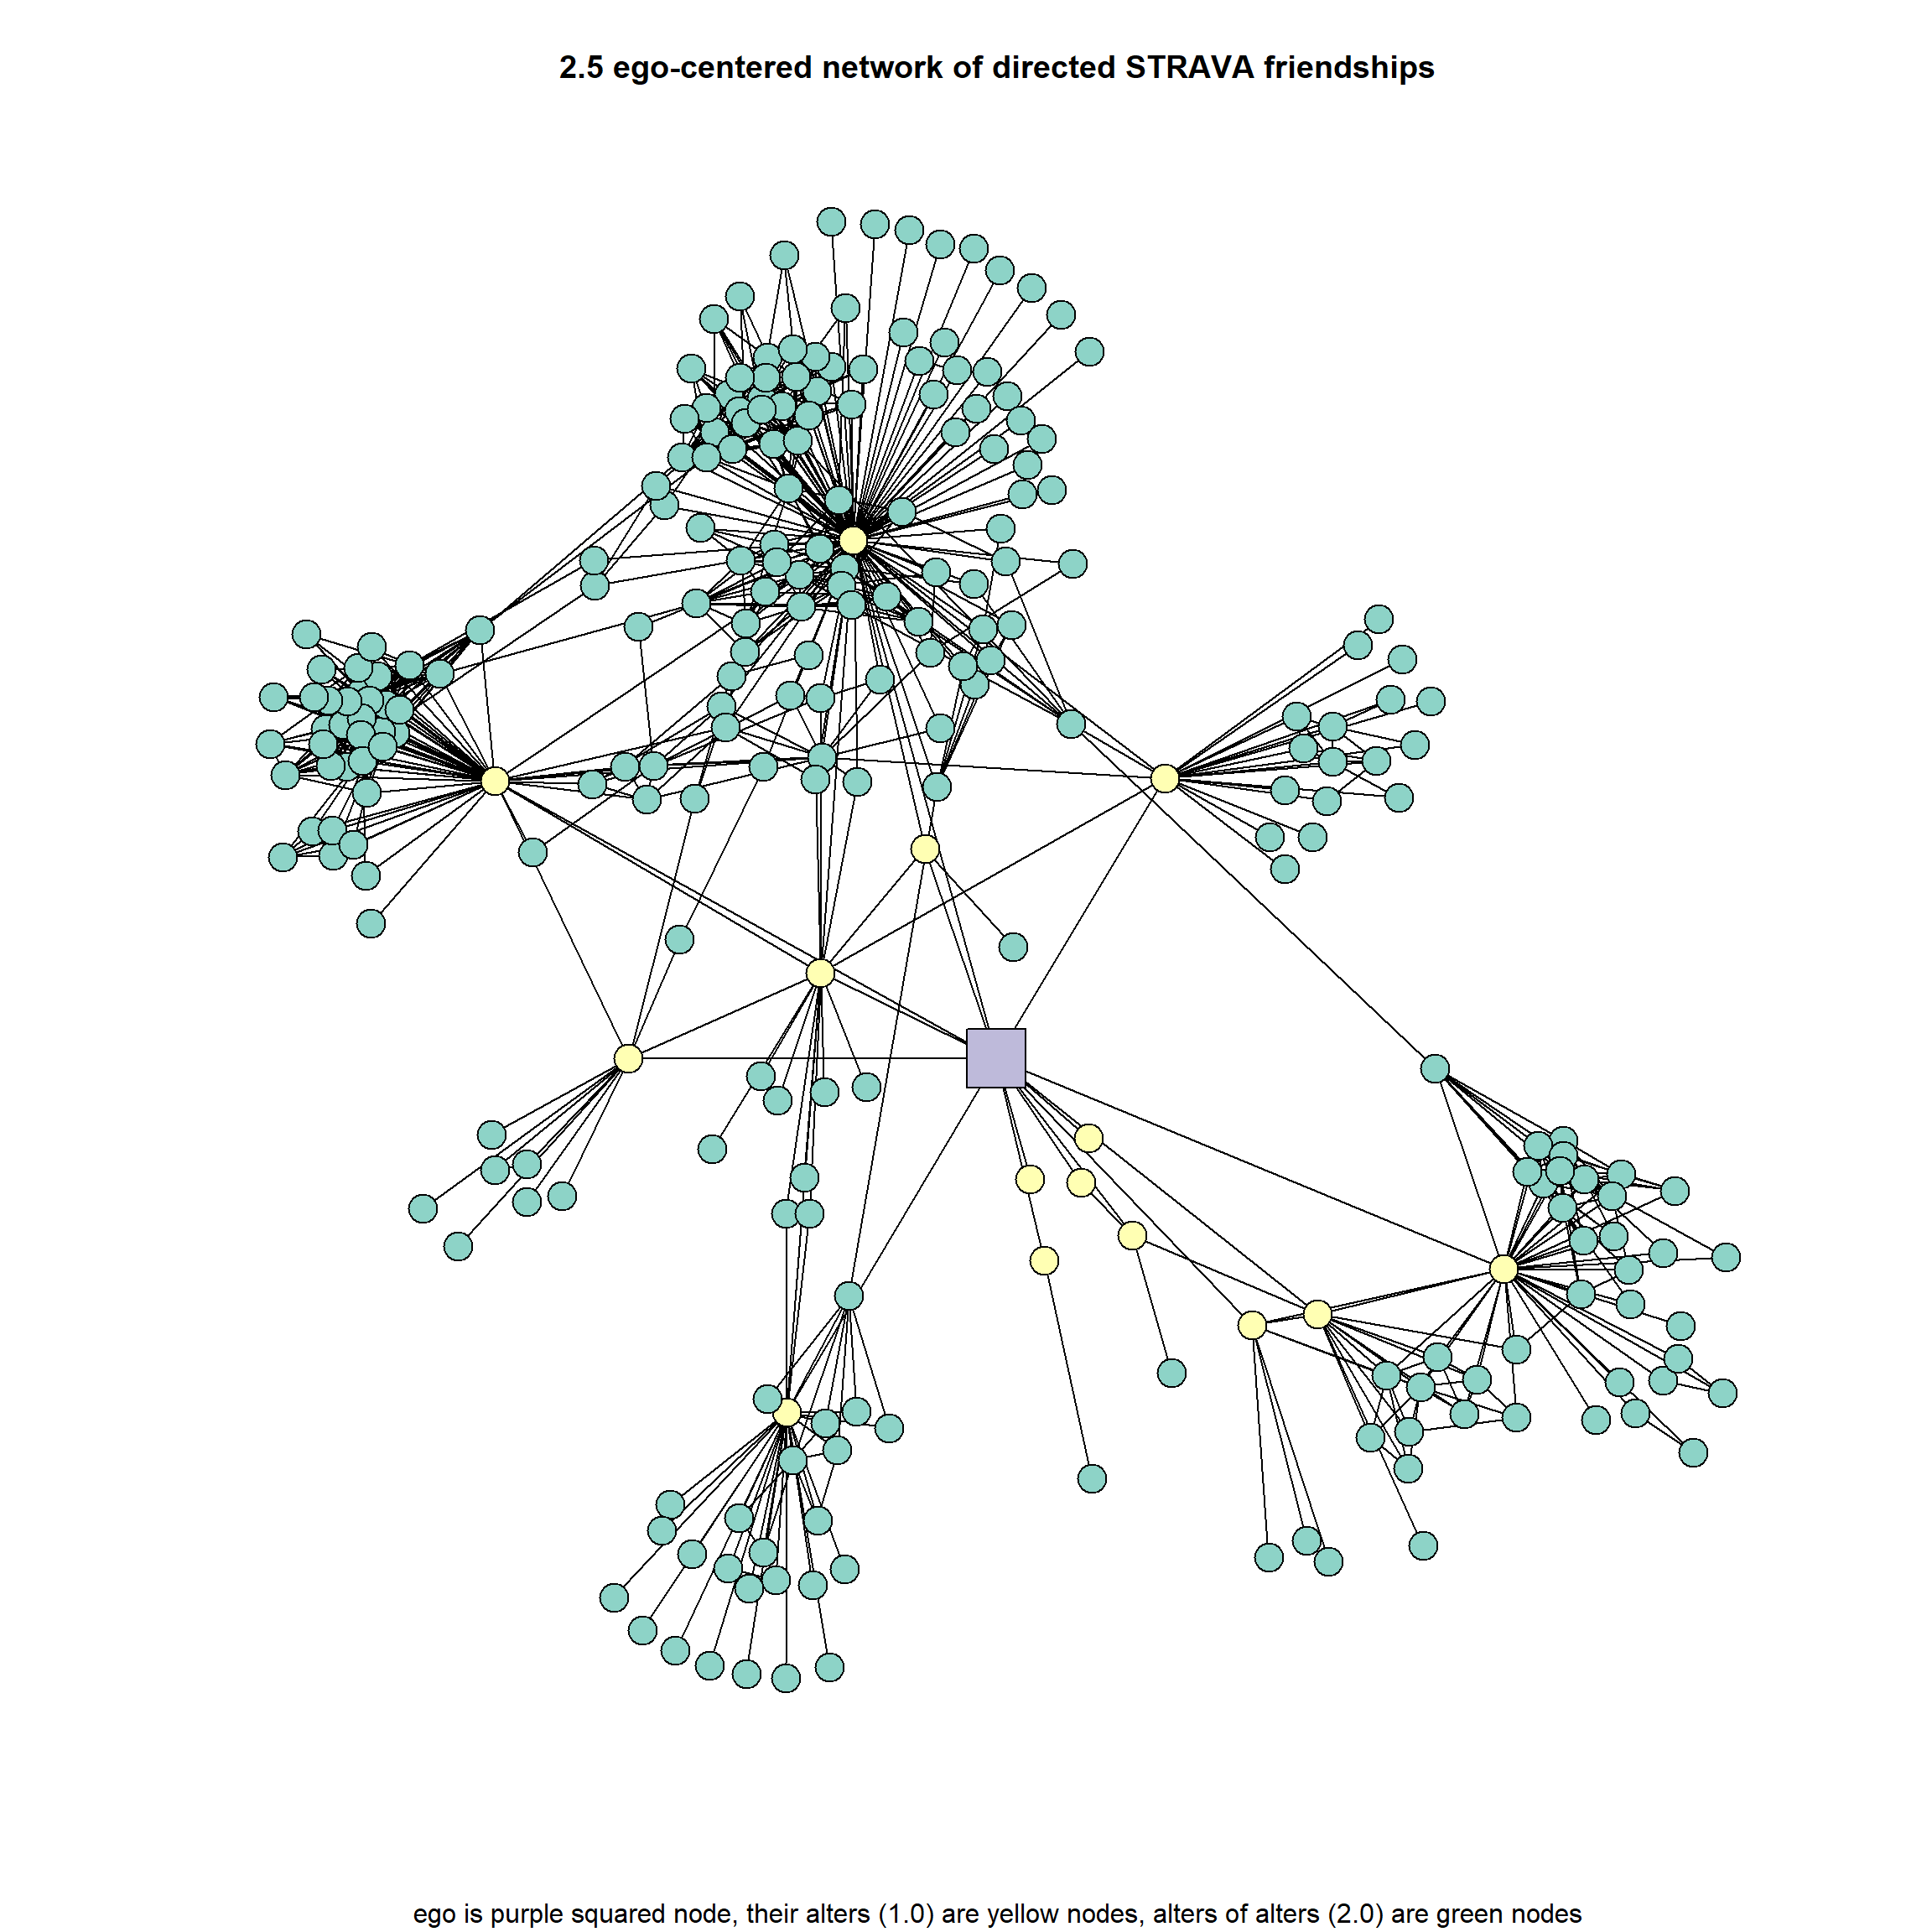 2.5 ego-centered network of directed STRAVA friendships
ego is purple squared node, their alters (1.0) are yellow nodes, alters of alters (2.0) are green nodes